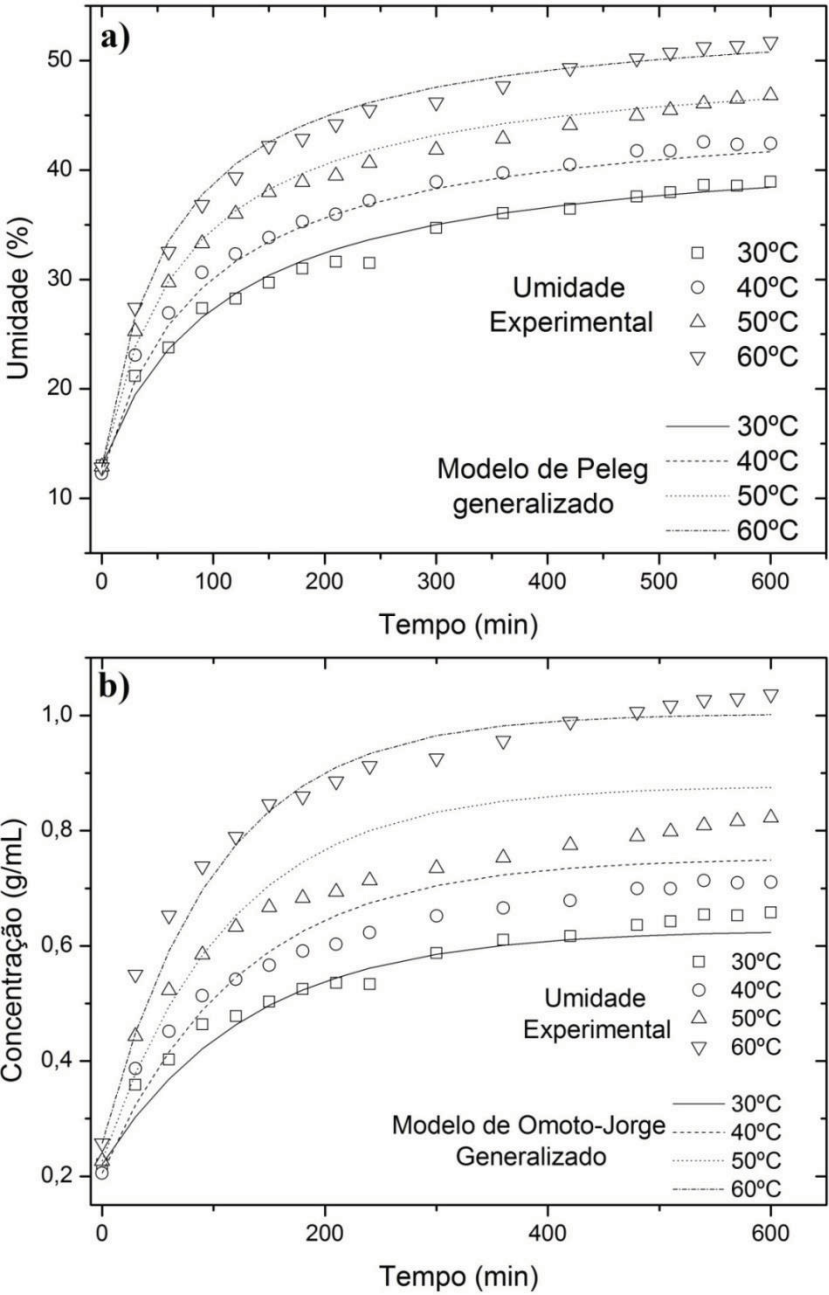 a)
50
40
30
20
10
Umidade (%)
Umidade
Experimental
30ºC
40ºC
50ºC
60ºC
Modelo de Peleg
generalizado
30ºC
40ºC
50ºC
60ºC
0
100
200
300
400
500
600
Tempo (min)
b)
1,0
0,8
0,6
0,4
0,2
Concentração (g/mL)
Umidade
Experimental
30ºC
40ºC
50ºC
60ºC
Modelo de Omoto-Jorge
Generalizado
30ºC
40ºC
50ºC
60ºC
0
200
400
600
Tempo (min)